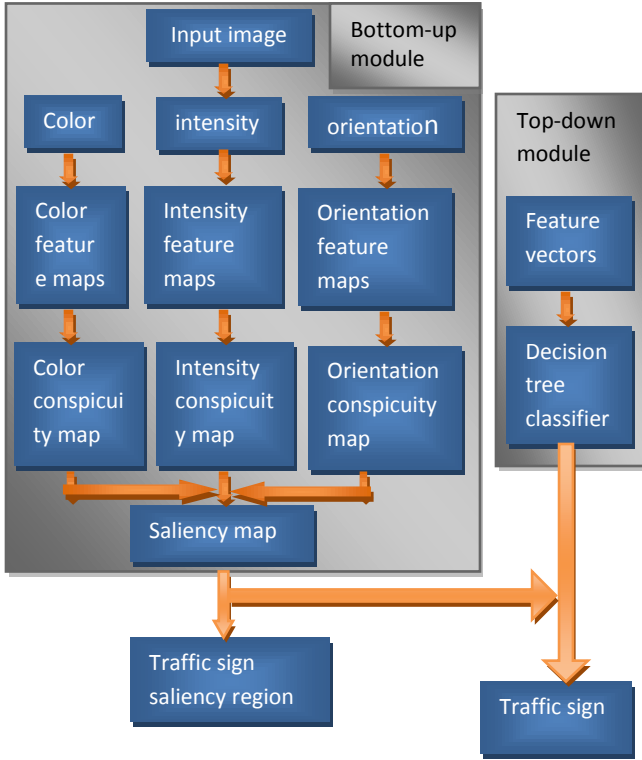 Input image
Bottom-up
module
Color
intensity
orientation
Top-down
module
Color
featur
e maps
Intensity
feature
maps
Orientation
feature
maps
Feature
vectors
Color
conspicui
ty map
Intensity
conspicuit
y map
Orientation
conspicuity
map
Decision
tree
classifier
Saliency map
Traffic sign
saliency region
Traffic sign